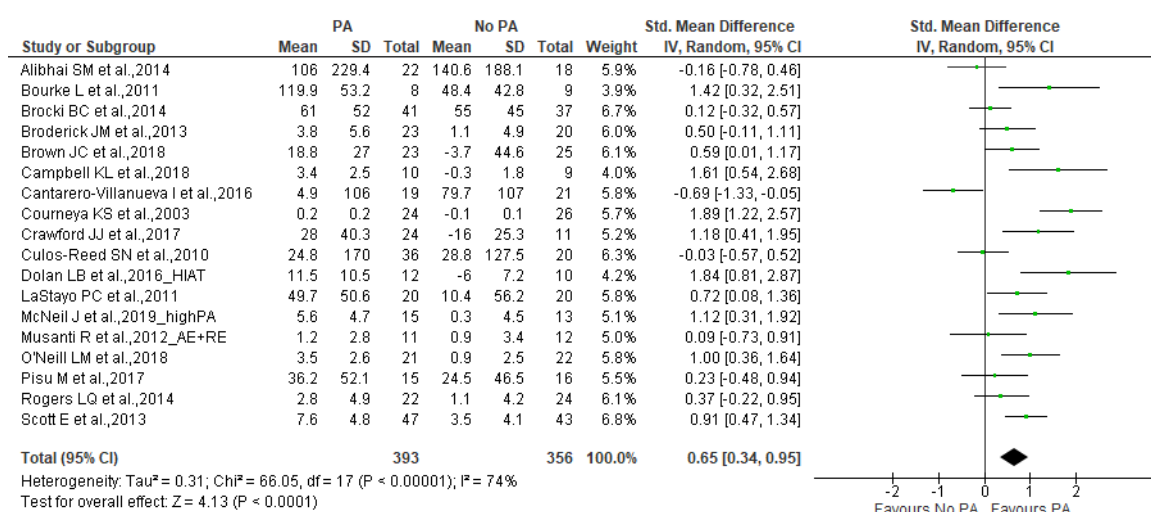 PA No PA Std. Mean Difference Std. Mean Difference
Study or Subgroup Mean SD Total Mean SD Total Weight IV, Random, 95% CI IV, Random, 95% CI
Alibhai SM et al.,2014 106 229.4 22 140.6 188.1 18 5.9% -0.16 [-0.78, 0.46]
Bourke L et al.,2011 119.9 53.2 8 48.4 42.8 9 3.9% 1.42 [0.32, 2.51]
Brocki BC et al.,2014 61 52 41 55 45 37 6.7% 0.12 [-0.32, 0.57]
Broderick JM et al.,2013 3.8 5.6 23 1.1 4.9 20 6.0% 0.50 [-0.11, 1.11]
Brown JC et al.,2018 18.8 27 23 -3.7 44.6 25 6.1% 0.59 [0.01, 1.17]
Campbell KL et al.,2018 3.4 2.5 10 -0.3 1.8 9 4.0% 1.61 [0.54, 2.68]
Cantarero-Villanueva I et al.,2016 4.9 106 19 79.7 107 21 5.8% -0.69 [-1.33, -0.05]
Courneya KS et al.,2003 0.2 0.2 24 -0.1 0.1 26 5.7% 1.89 [1.22, 2.57]
Crawford JJ et al.,2017 28 40.3 24 -16 25.3 11 5.2% 1.18 [0.41, 1.95]
Culos-Reed SN et al.,2010 24.8 170 36 28.8 127.5 20 6.3% -0.03 [-0.57, 0.52]
Dolan LB et al.,2016_HIAT 11.5 10.5 12 -6 7.2 10 4.2% 1.84 [0.81, 2.87]
LaStayo PC et al.,2011 49.7 50.6 20 10.4 56.2 20 5.8% 0.72 [0.08, 1.36]
McNeil J et al.,2019_highPA 5.6 4.7 15 0.3 4.5 13 5.1% 1.12 [0.31, 1.92]
Musanti R et al.,2012_AE+RE 1.2 2.8 11 0.9 3.4 12 5.0% 0.09 [-0.73, 0.91]
O'Neill LM et al.,2018 3.5 2.6 21 0.9 2.5 22 5.8% 1.00 [0.36, 1.64]
Pisu M et al.,2017 36.2 52.1 15 24.5 46.5 16 5.5% 0.23 [-0.48, 0.94]
Rogers LQ et al.,2014 2.8 4.9 22 1.1 4.2 24 6.1% 0.37 [-0.22, 0.95]
Scott E et al.,2013 7.6 4.8 47 3.5 4.1 43 6.8% 0.91 [0.47, 1.34]
Total (95% CI) 393 356 100.0% 0.65 [0.34, 0.95]
Heterogeneity: Tau² = 0.31; Chi² = 66.05, df = 17 (P < 0.00001); I² = 74%
Test for overall effect: Z = 4.13 (P < 0.0001)
-2 -1 0 1 2
Favours No PA Favours PA